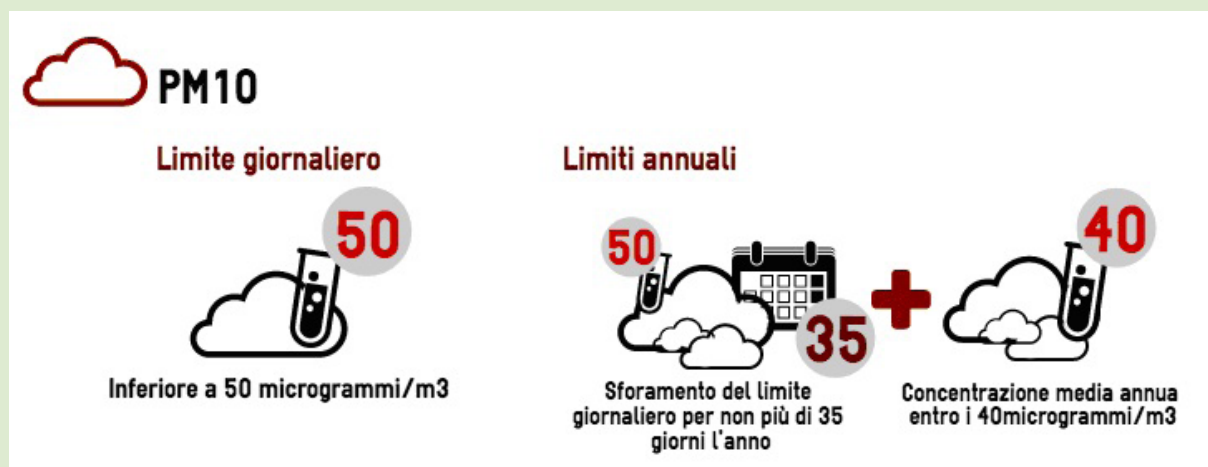 PM10
Limite giornaliero
50
Inferiore a 50 microgrammi/m3
Limiti annuali
50
35
Sforamento del limite
giornaliero per non più di 35
giorni l'anno
40
Concentrazione media annua
entro i 40microgrammi/m3